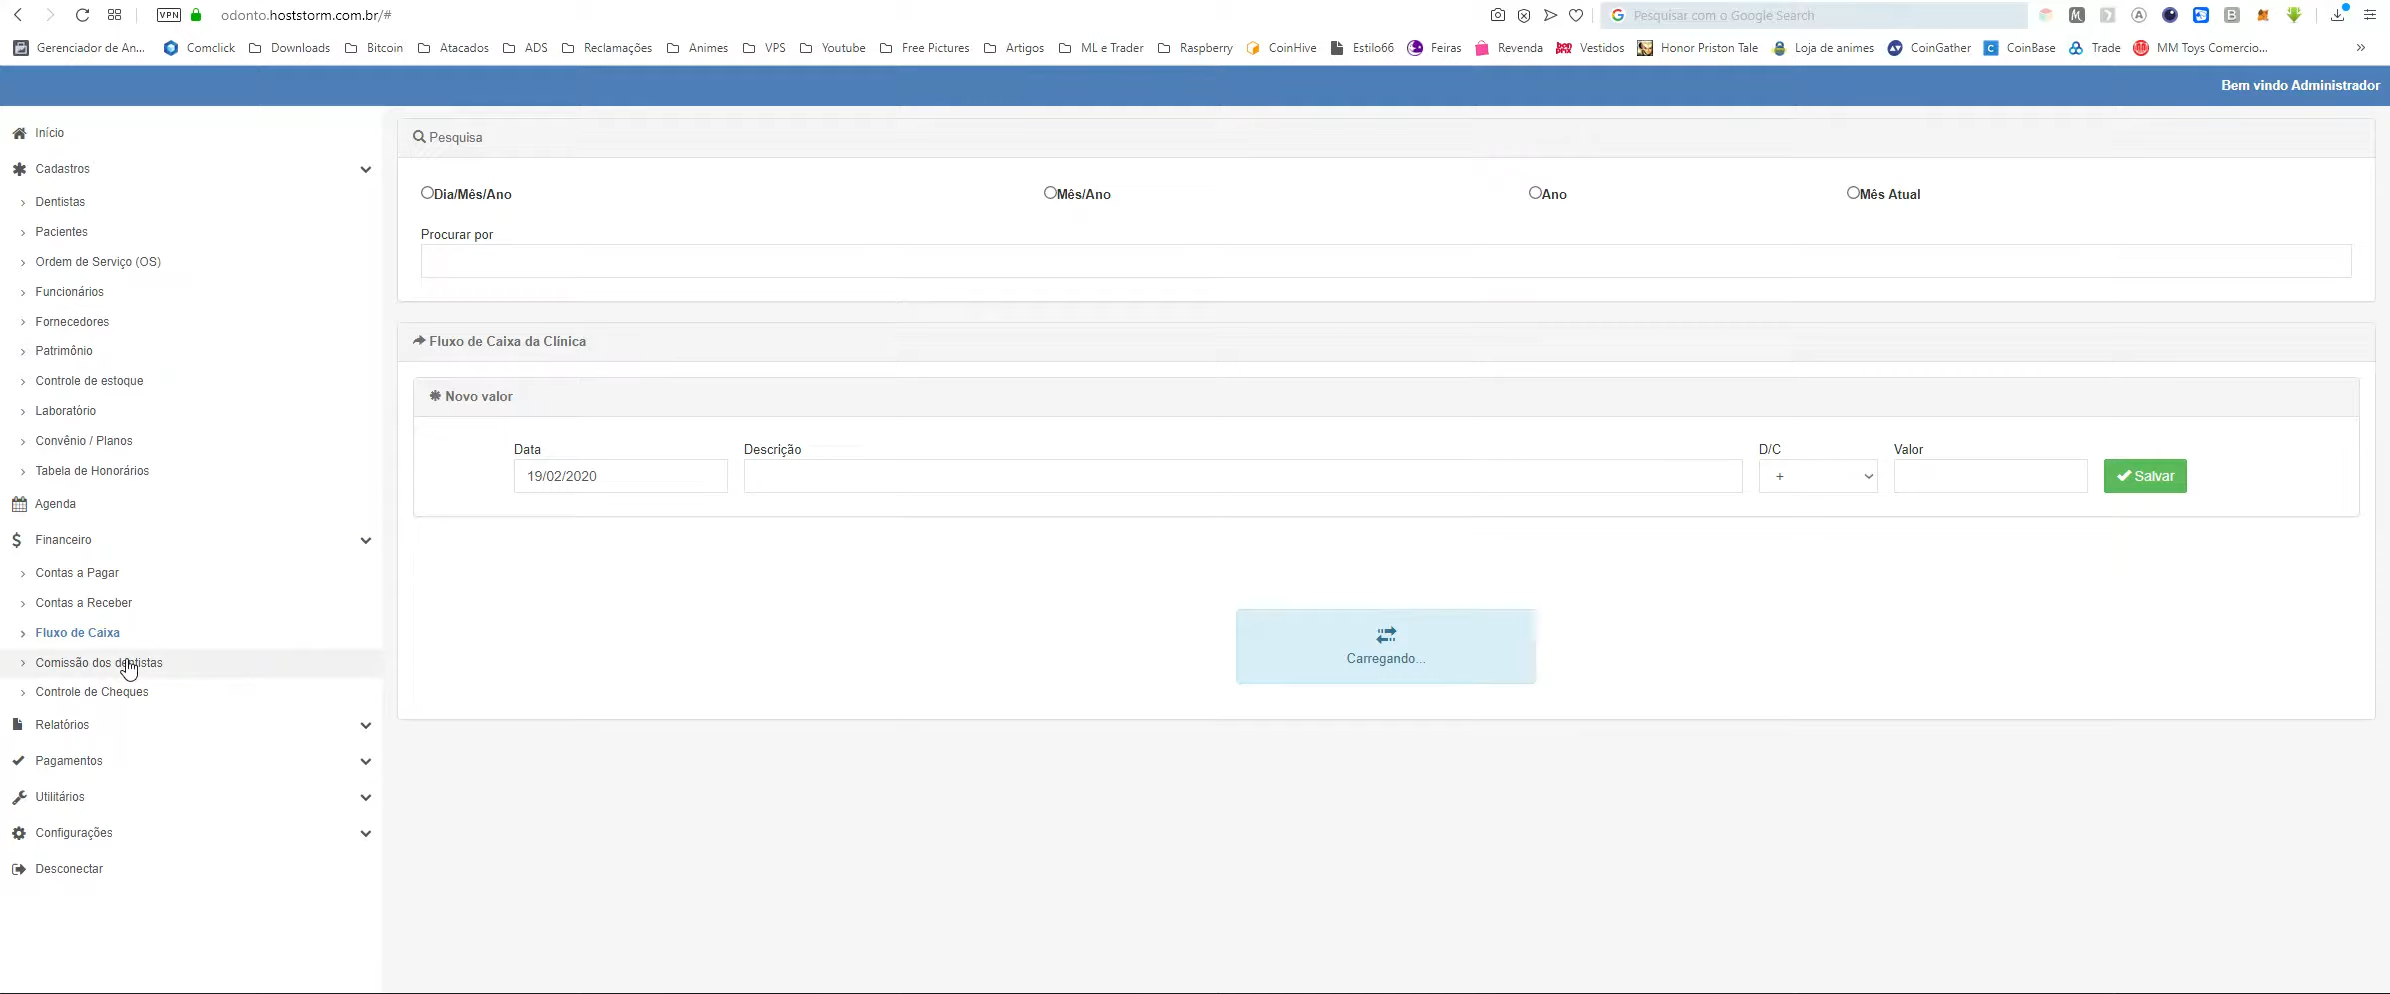 VPN odonto.hoststorm.com.br/# Pesquisar com o Google Search
Gerenciador de An... Comclick Downloads Bitcoin Atacados ADS Reclamações Animes VPS Youtube Free Pictures Artigos ML e Trader Raspberry CoinHive Estilo66 Feiras Revenda Vestidos Honor Priston Tale Loja de animes CoinGather CoinBase Trade MM Toys Comercio... »
Bem vindo Administrador
Início
Cadastros
Dentistas
Pacientes
Ordem de Serviço (OS)
Funcionários
Fornecedores
Patrimônio
Controle de estoque
Laboratório
Convênio / Planos
Tabela de Honorários
Agenda
Financeiro
Contas a Pagar
Contas a Receber
Fluxo de Caixa
Comissão dos dentistas
Controle de Cheques
Relatórios
Pagamentos
Utilitários
Configurações
Desconectar
Pesquisa
Dia/Mês/Ano Mês/Ano Ano Mês Atual
Procurar por
Fluxo de Caixa da Clínica
Novo valor
Data Descrição D/C Valor
19/02/2020 + Salvar
Carregando...